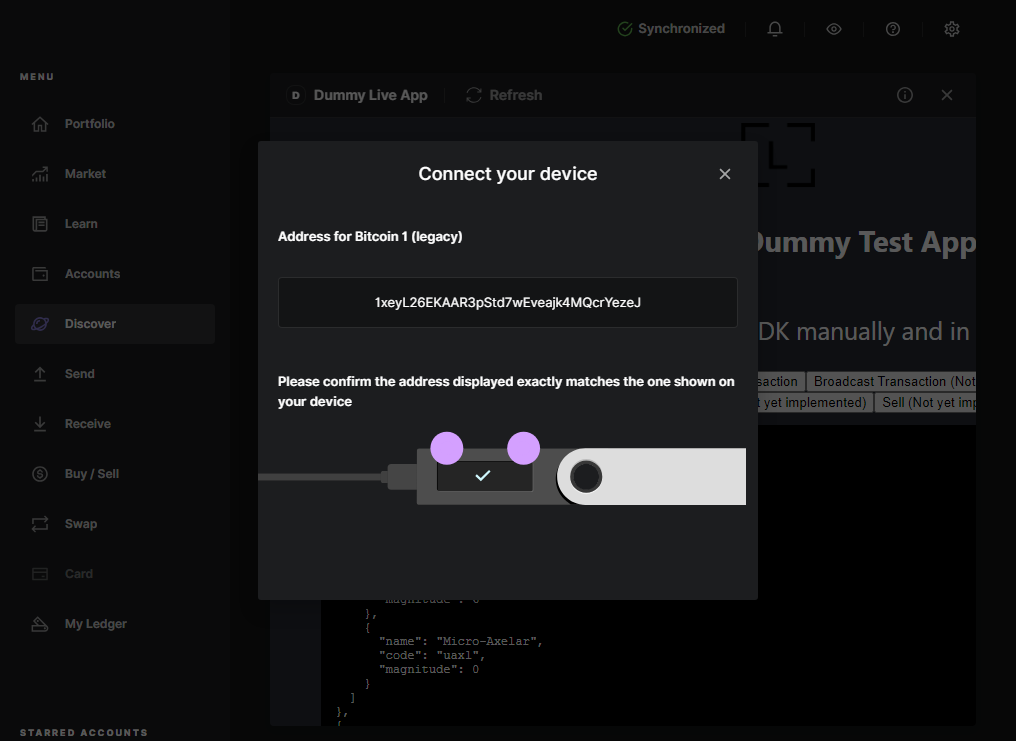 Synchronized
MENU
Portfolio
Market
Learn
Accounts
Discover
Send
Receive
Buy / Sell
Swap
Card
My Ledger
STARRED ACCOUNTS
D Dummy Live App
Refresh
L
Dummy Test App
DK manually and in
saction
Broadcast Transaction (Not
t yet implemented)
Sell (Not yet imp
Connect your device
Address for Bitcoin 1 (legacy)
1xeyL26EKAAR3pStd7wEveajk4MQcrYezeJ
Please confirm the address displayed exactly matches the one shown on
your device
"magnitude": 6
},
{
"name": "Micro-Axelar",
"code": "uaxl",
"magnitude": 0
}
]
},
{